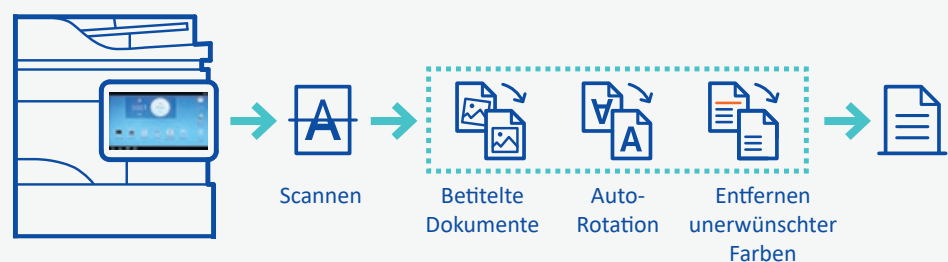 A
A
A
Scannen
Betitelte
Dokumente
Auto-
Rotation
Entfernen
unerwünschter
Farben